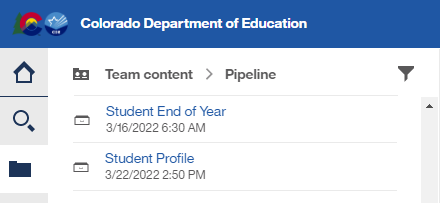 Colorado Department of Education
Team content > Pipeline
Student End of Year
3/16/2022 6:30 AM
Student Profile
3/22/2022 2:50 PM